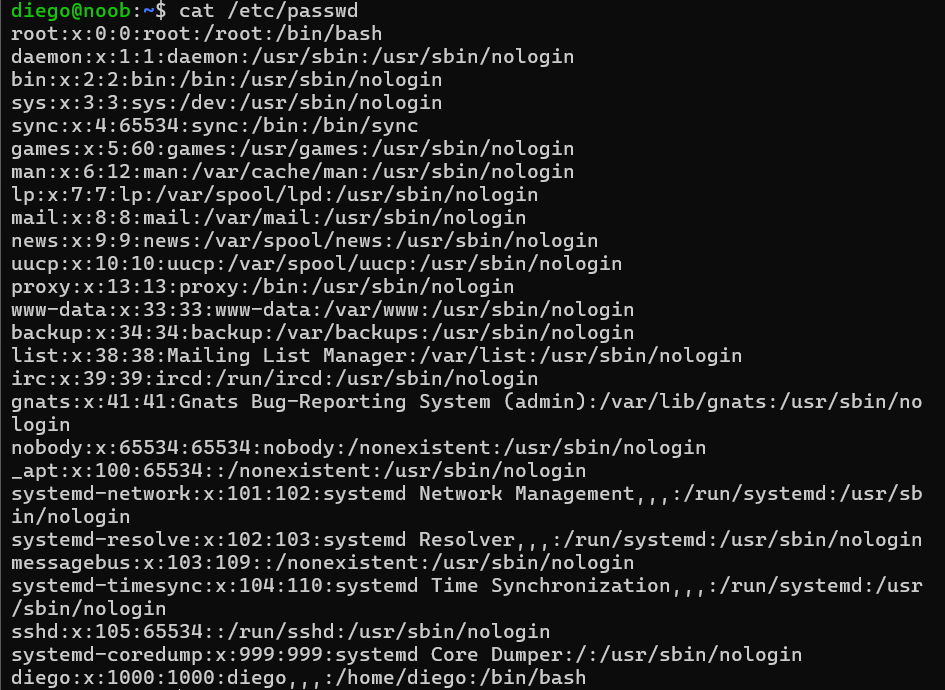 diego@noob:~$ cat /etc/passwd
root:x:0:0:root:/root:/bin/bash
daemon:x:1:1:daemon:/usr/sbin:/usr/sbin/nologin
bin:x:2:2:bin:/bin:/usr/sbin/nologin
sys:x:3:3:sys:/dev:/usr/sbin/nologin
sync:x:4:65534:sync:/bin:/bin/sync
games:x:5:60:games:/usr/games:/usr/sbin/nologin
man:x:6:12:man:/var/cache/man:/usr/sbin/nologin
lp:x:7:7:lp:/var/spool/lpd:/usr/sbin/nologin
mail:x:8:8:mail:/var/mail:/usr/sbin/nologin
news:x:9:9:news:/var/spool/news:/usr/sbin/nologin
uucp:x:10:10:uucp:/var/spool/uucp:/usr/sbin/nologin
proxy:x:13:13:proxy:/bin:/usr/sbin/nologin
www-data:x:33:33:www-data:/var/www:/usr/sbin/nologin
backup:x:34:34:backup:/var/backups:/usr/sbin/nologin
list:x:38:38:Mailing List Manager:/var/list:/usr/sbin/nologin
irc:x:39:39:ircd:/run/ircd:/usr/sbin/nologin
gnats:x:41:41:Gnats Bug-Reporting System (admin):/var/lib/gnats:/usr/sbin/no
login
nobody:x:65534:65534:nobody:/nonexistent:/usr/sbin/nologin
_apt:x:100:65534::/nonexistent:/usr/sbin/nologin
systemd-network:x:101:102:systemd Network Management,,,:/run/systemd:/usr/sb
in/nologin
systemd-resolve:x:102:103:systemd Resolver,,,:/run/systemd:/usr/sbin/nologin
messagebus:x:103:109::/nonexistent:/usr/sbin/nologin
systemd-timesync:x:104:110:systemd Time Synchronization,,,:/run/systemd:/usr
/sbin/nologin
sshd:x:105:65534::/run/sshd:/usr/sbin/nologin
systemd-coredump:x:999:999:systemd Core Dumper:/:/usr/sbin/nologin
diego:x:1000:1000:diego,,,:/home/diego:/bin/bash